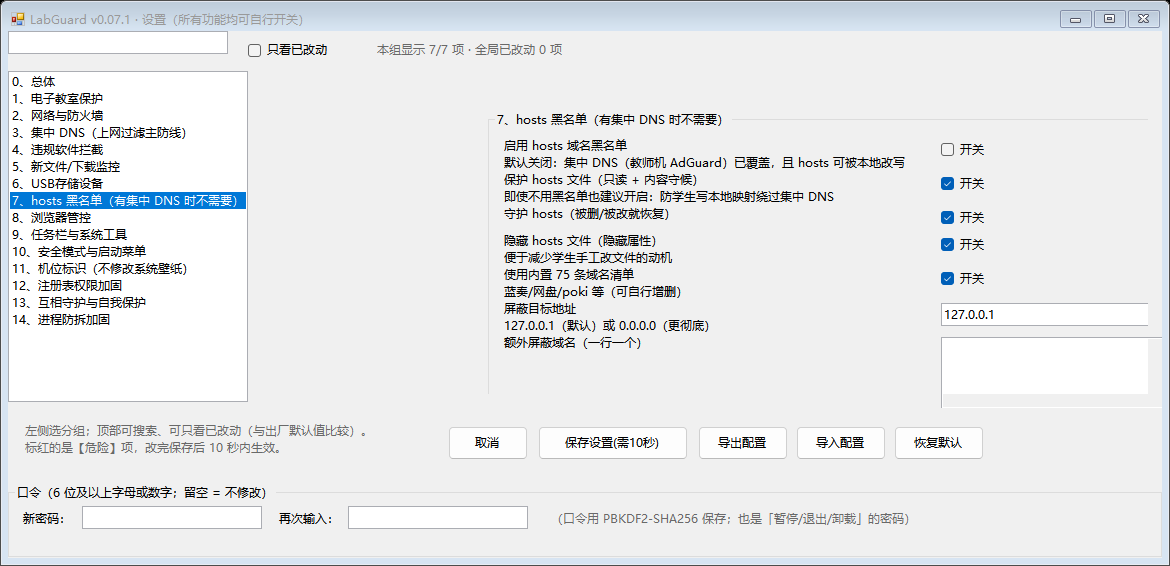 LabGuard v0.07.1 · 设置（所有功能均可自行开关）
只看已改动
本组显示 7/7 项 · 全局已改动 0 项
0、总体
1、电子教室保护
2、网络与防火墙
3、集中 DNS（上网过滤主防线）
4、违规软件拦截
5、新文件/下载监控
6、USB存储设备
7、hosts 黑名单（有集中 DNS 时不需要）
8、浏览器管控
9、任务栏与系统工具
10、安全模式与启动菜单
11、机位标识（不修改系统壁纸）
12、注册表权限加固
13、互相守护与自我保护
14、进程防拆加固
7、hosts 黑名单（有集中 DNS 时不需要）
启用 hosts 域名黑名单
开关
默认关闭：集中 DNS（教师机 AdGuard）已覆盖，且 hosts 可被本地改写
保护 hosts 文件（只读 + 内容守候）
开关
即使不用黑名单也建议开启：防学生写本地映射绕过集中 DNS
守护 hosts（被删/被改就恢复）
开关
隐藏 hosts 文件（隐藏属性）
开关
便于减少学生手工改文件的动机
使用内置 75 条域名清单
开关
蓝奏/网盘/poki 等（可自行增删）
屏蔽目标地址
127.0.0.1
127.0.0.1（默认）或 0.0.0.0（更彻底）
额外屏蔽域名（一行一个）
左侧选分组；顶部可搜索、可只看已改动（与出厂默认值比较）。
标红的是【危险】项，改完保存后 10 秒内生效。
取消
保存设置(需10秒)
导出配置
导入配置
恢复默认
口令（6 位及以上字母或数字；留空 = 不修改）
新密码：
再次输入：
（口令用 PBKDF2-SHA256 保存；也是「暂停/退出/卸载」的密码）